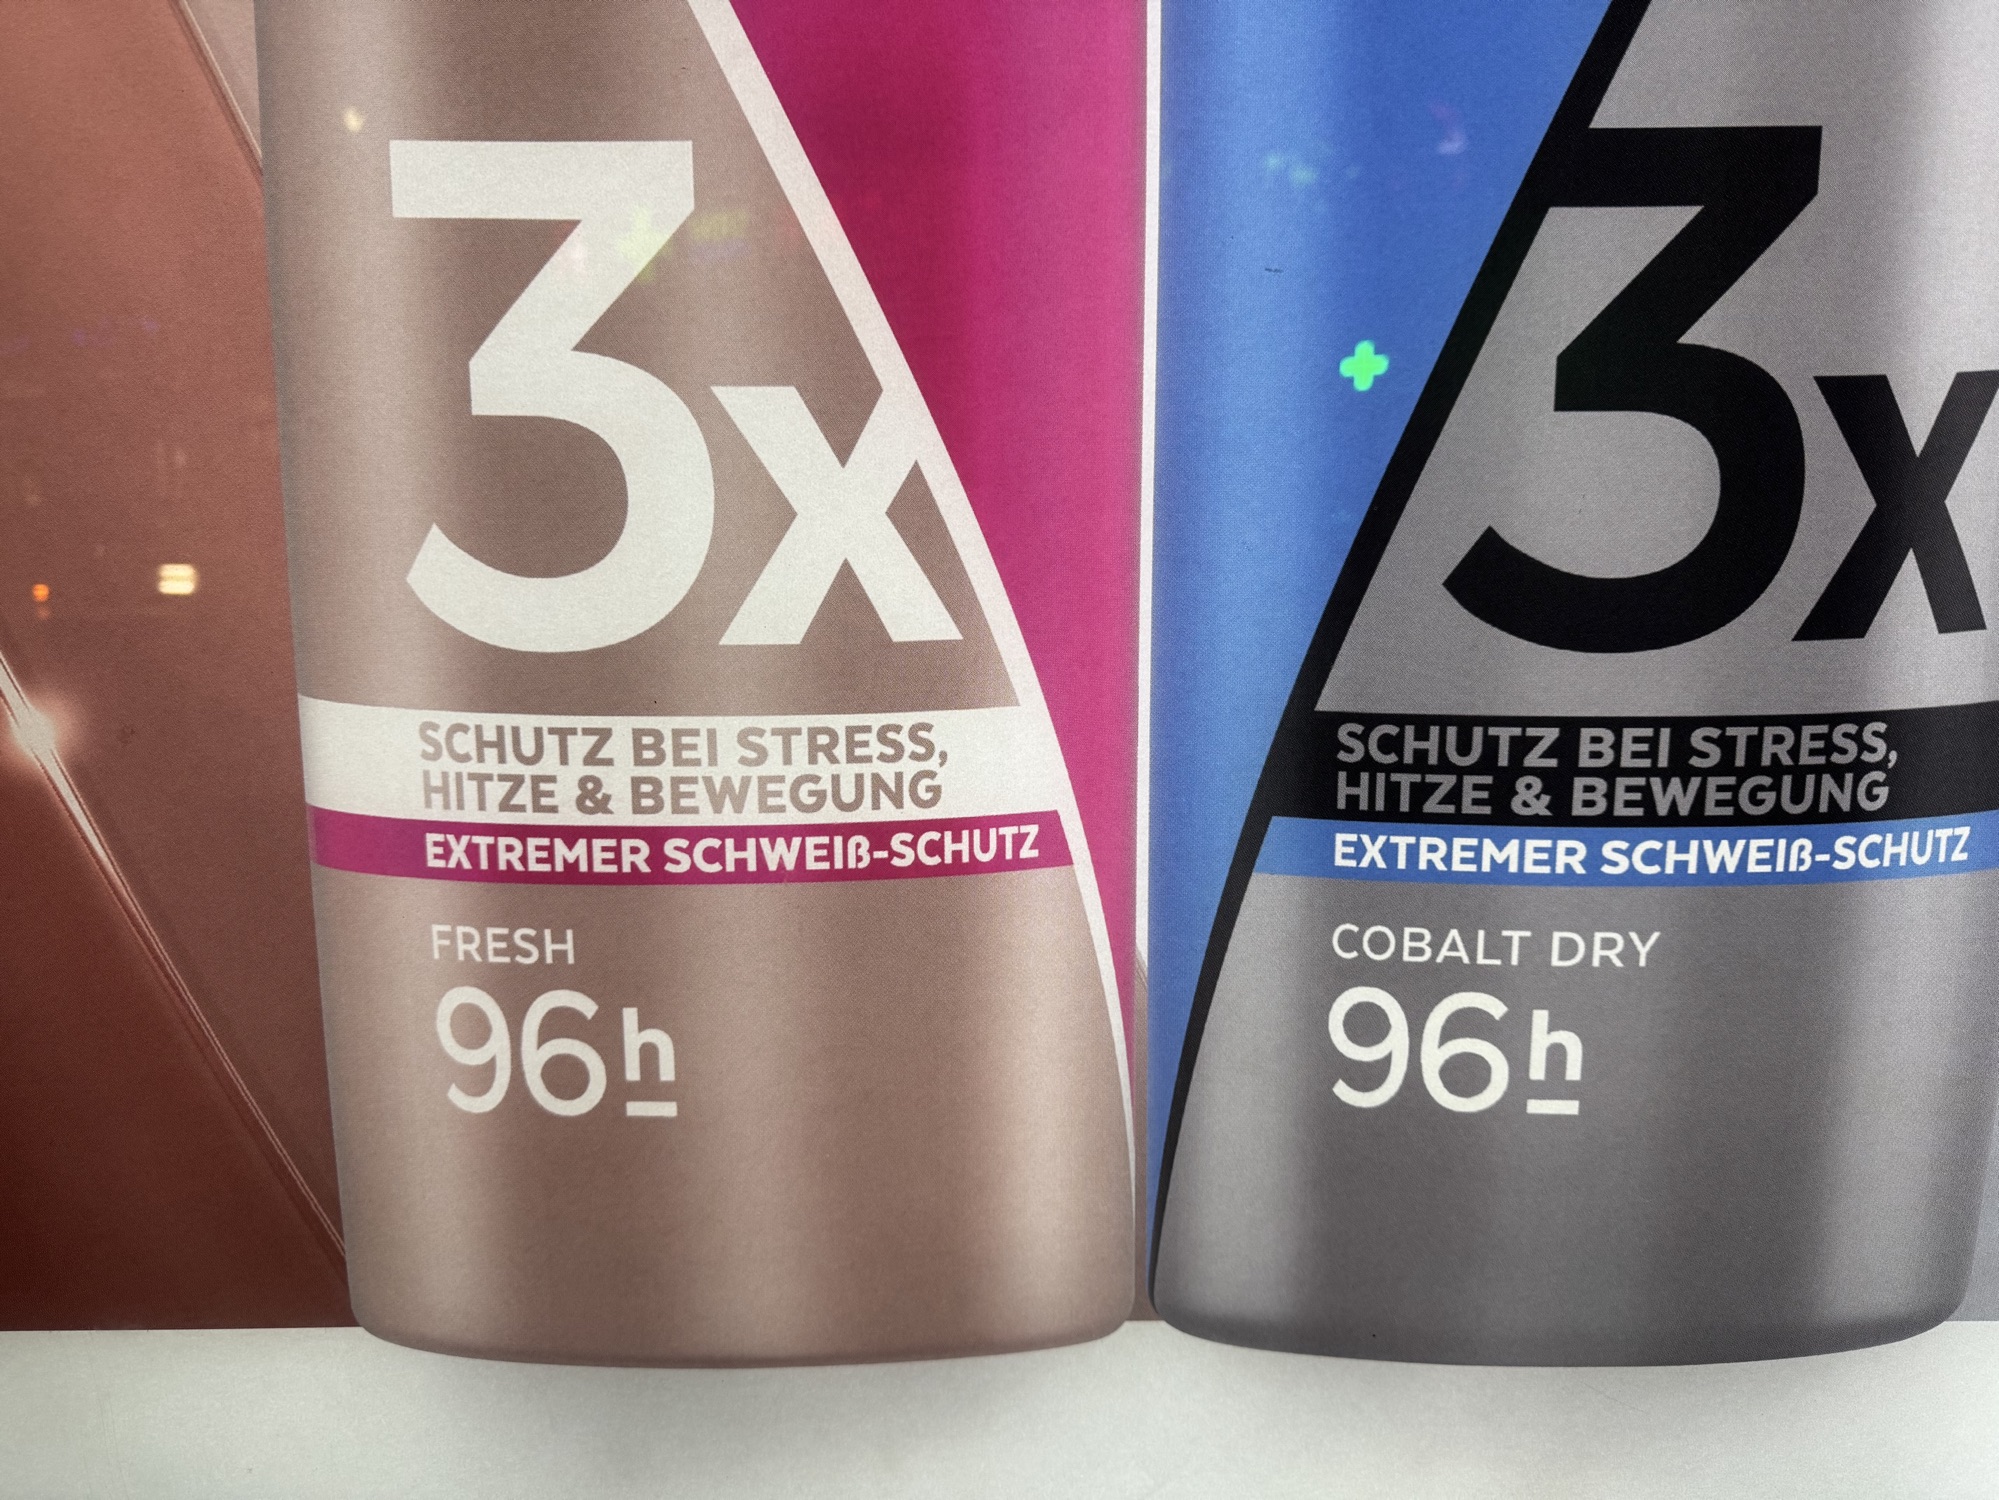 3x
SCHUTZ BEI STRESS,
HITZE & BEWEGUNG
EXTREMER SCHWEIß-SCHUTZ
FRESH
96h
3x
SCHUTZ BEI STRESS,
HITZE & BEWEGUNG
EXTREMER SCHWEIß-SCHUTZ
COBALT DRY
96h